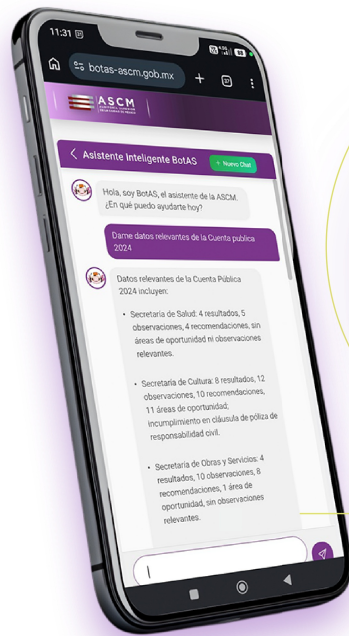 11:31
botas-ascm.gob.mx
ASCM
Asistente Inteligente BotAS
+ Nuevo Chat
Hola, soy BotAS, el asistente de la ASCM.
¿En qué puedo ayudarte hoy?
Dame datos relevantes de la Cuenta publica
2024
Datos relevantes de la Cuenta Pública
2024 incluyen:
• Secretaría de Salud: 4 resultados, 5
observaciones, 4 recomendaciones, sin
áreas de oportunidad ni observaciones
relevantes.
• Secretaría de Cultura: 8 resultados, 12
observaciones, 10 recomendaciones,
11 áreas de oportunidad;
incumplimiento en cláusula de póliza de
responsabilidad civil.
• Secretaría de Obras y Servicios: 4
resultados, 10 observaciones, 8
recomendaciones, 1 área de
oportunidad, sin observaciones
relevantes.